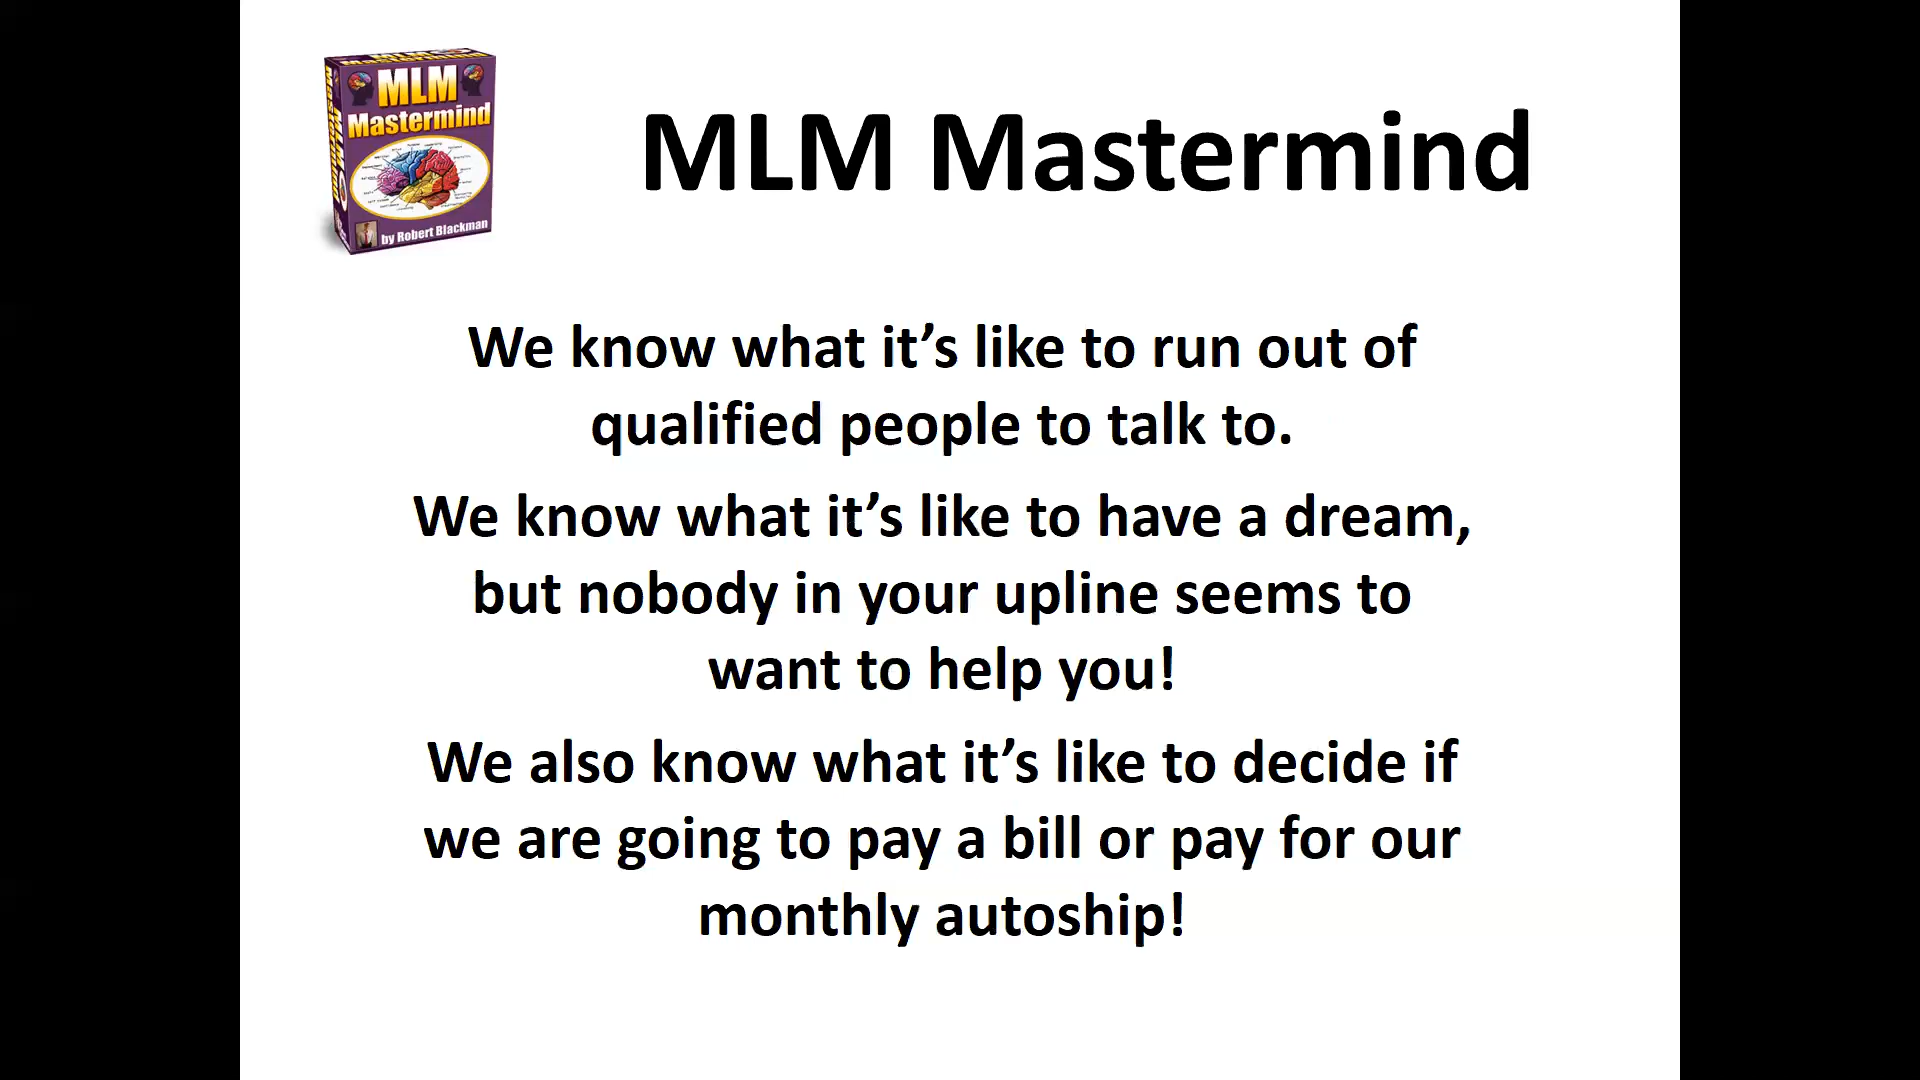 MLM
Mastermind
by Robert Blackman
MLM Mastermind
We know what it’s like to run out of
qualified people to talk to.
We know what it’s like to have a dream,
but nobody in your upline seems to
want to help you!
We also know what it’s like to decide if
we are going to pay a bill or pay for our
monthly autoship!